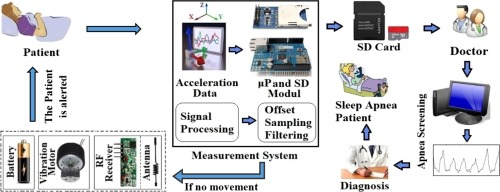 Patient
The Patient
is alerted
Z
X
Y
Acceleration
Data
µP and SD
Modul
Signal
Processing
Offset
Sampling
Filtering
Measurement System
If no movement
Battery
Vibration
Motor
RF
Receiver
Antenna
SD Card
Doctor
Apnea Screening
Diagnosis
Sleep Apnea
Patient